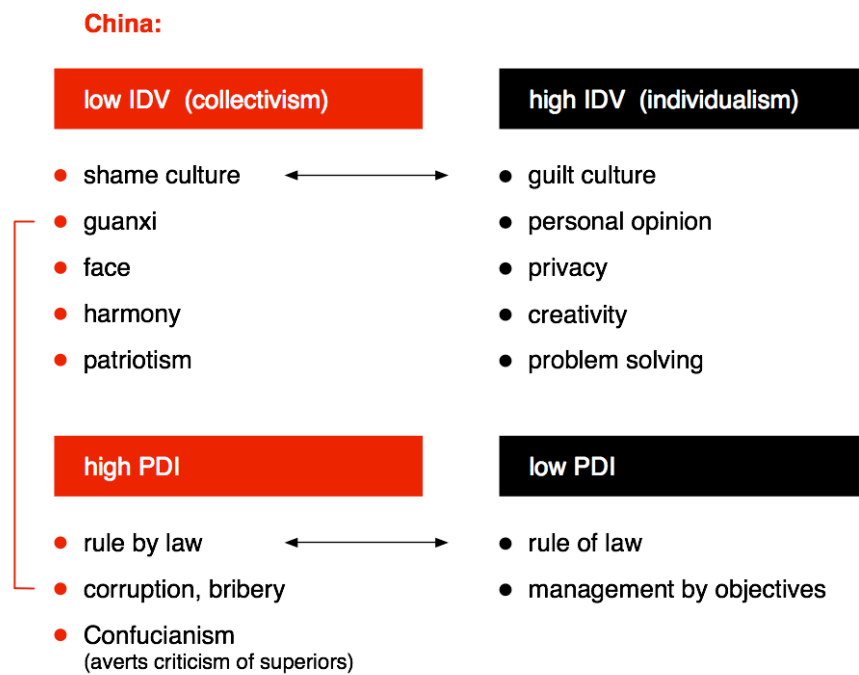 China:
low IDV (collectivism)
shame culture
guanxi
face
harmony
patriotism
high IDV (individualism)
guilt culture
personal opinion
privacy
creativity
problem solving
high PDI
rule by law
corruption, bribery
Confucianism
(averts criticism of superiors)
low PDI
rule of law
management by objectives